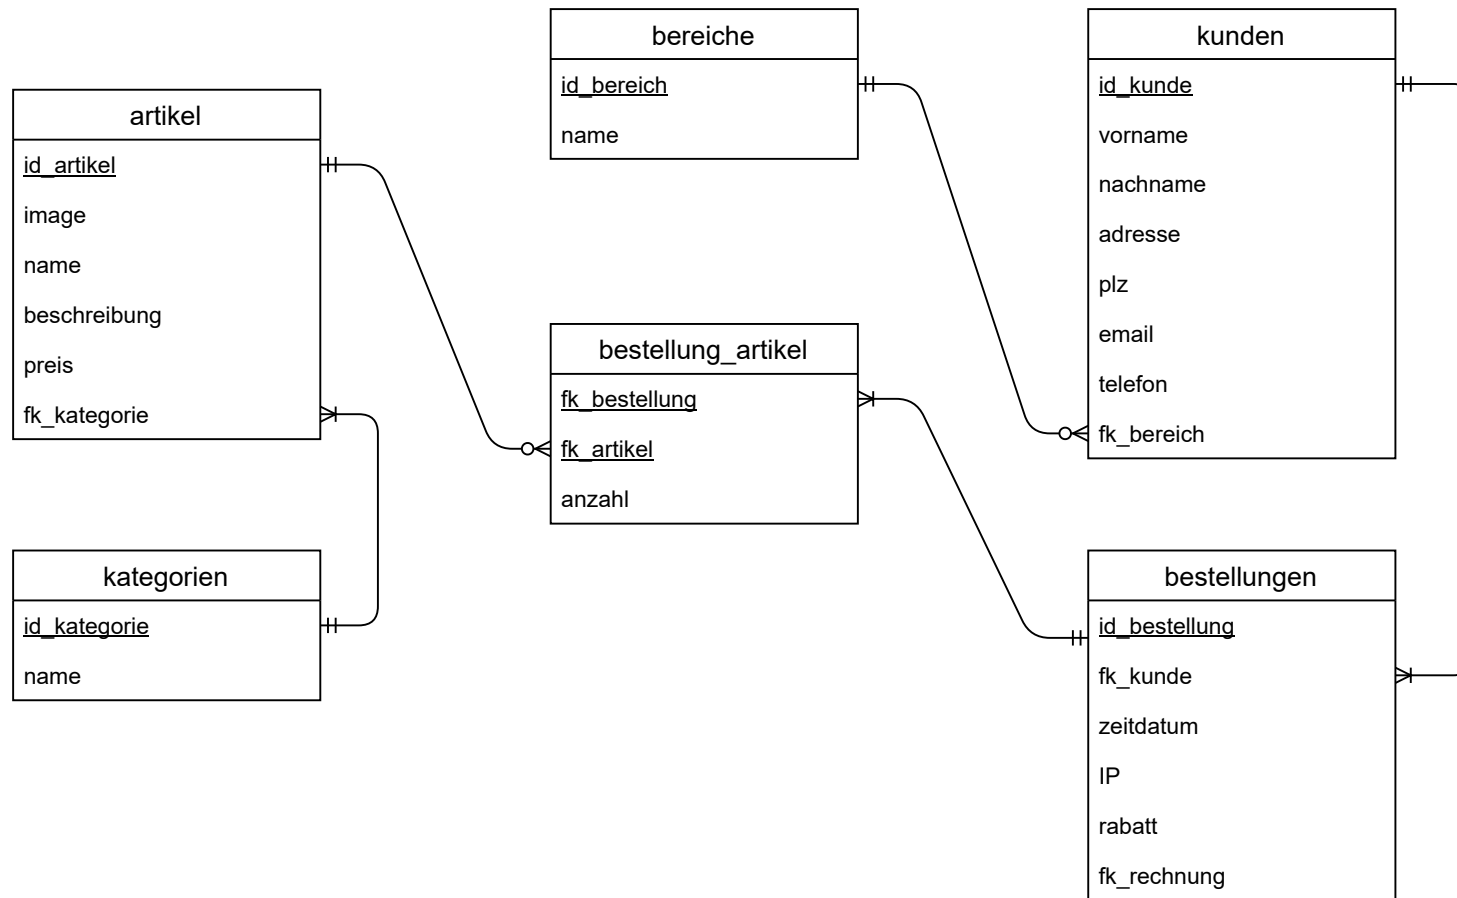 artikel
id_artikel
image
name
beschreibung
preis
fk_kategorie
kategorien
id_kategorie
name
bereiche
id_bereich
name
bestellung_artikel
fk_bestellung
fk_artikel
anzahl
kunden
id_kunde
vorname
nachname
adresse
plz
email
telefon
fk_bereich
bestellungen
id_bestellung
fk_kunde
zeitdatum
IP
rabatt
fk_rechnung